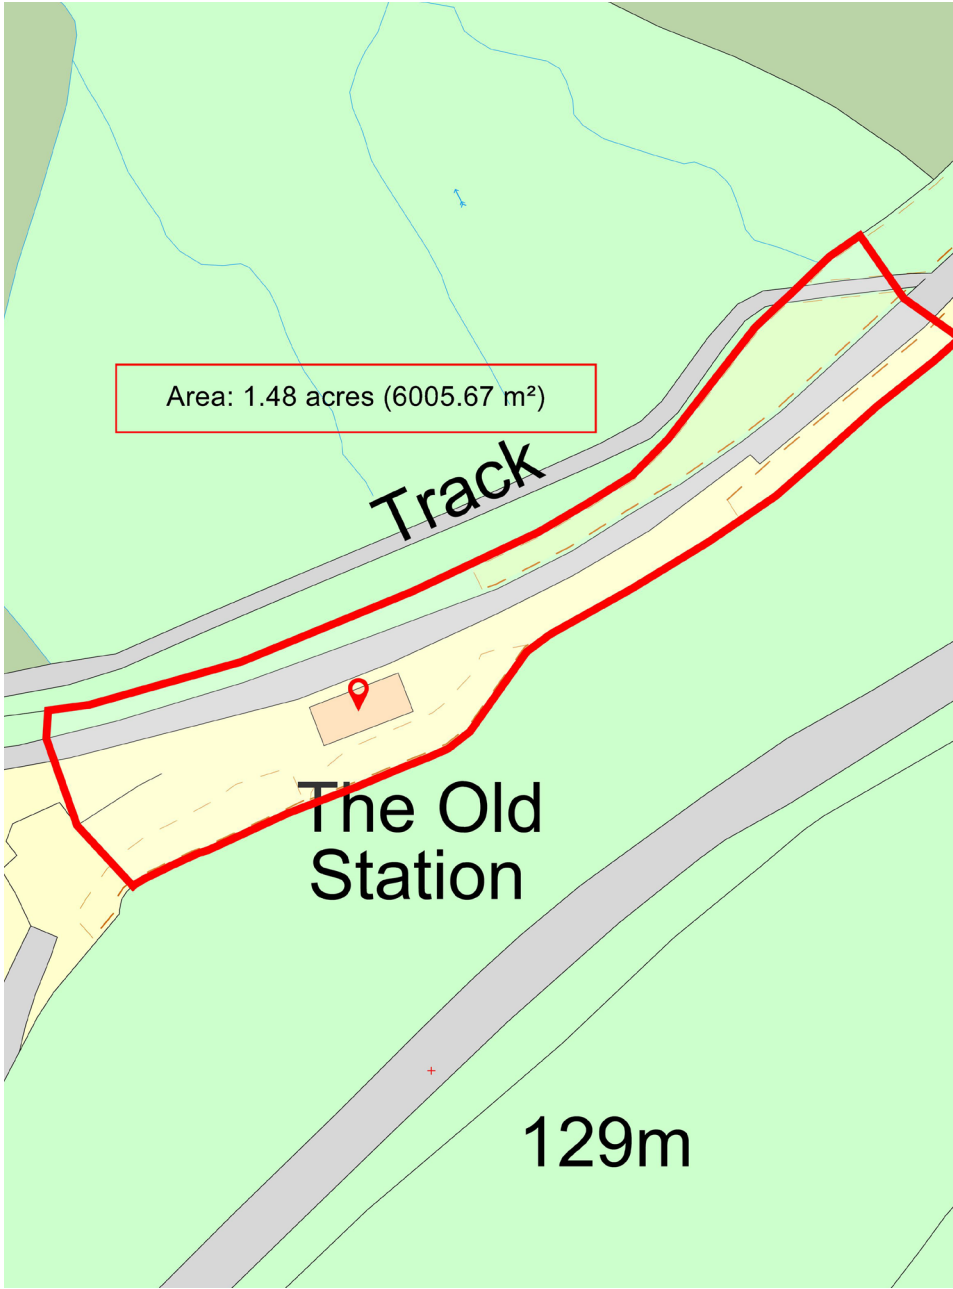 Area: 1.48 acres (6005.67 m²)
Track
The Old
Station
129m